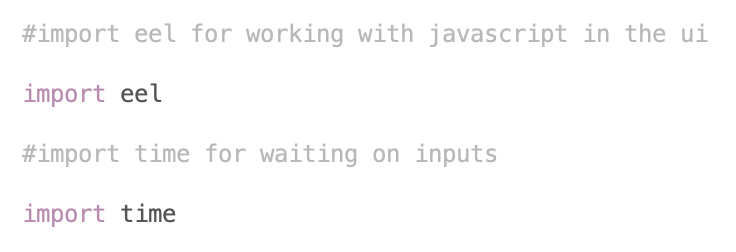 #import eel for working with javascript in the ui
import eel
#import time for waiting on inputs
import time